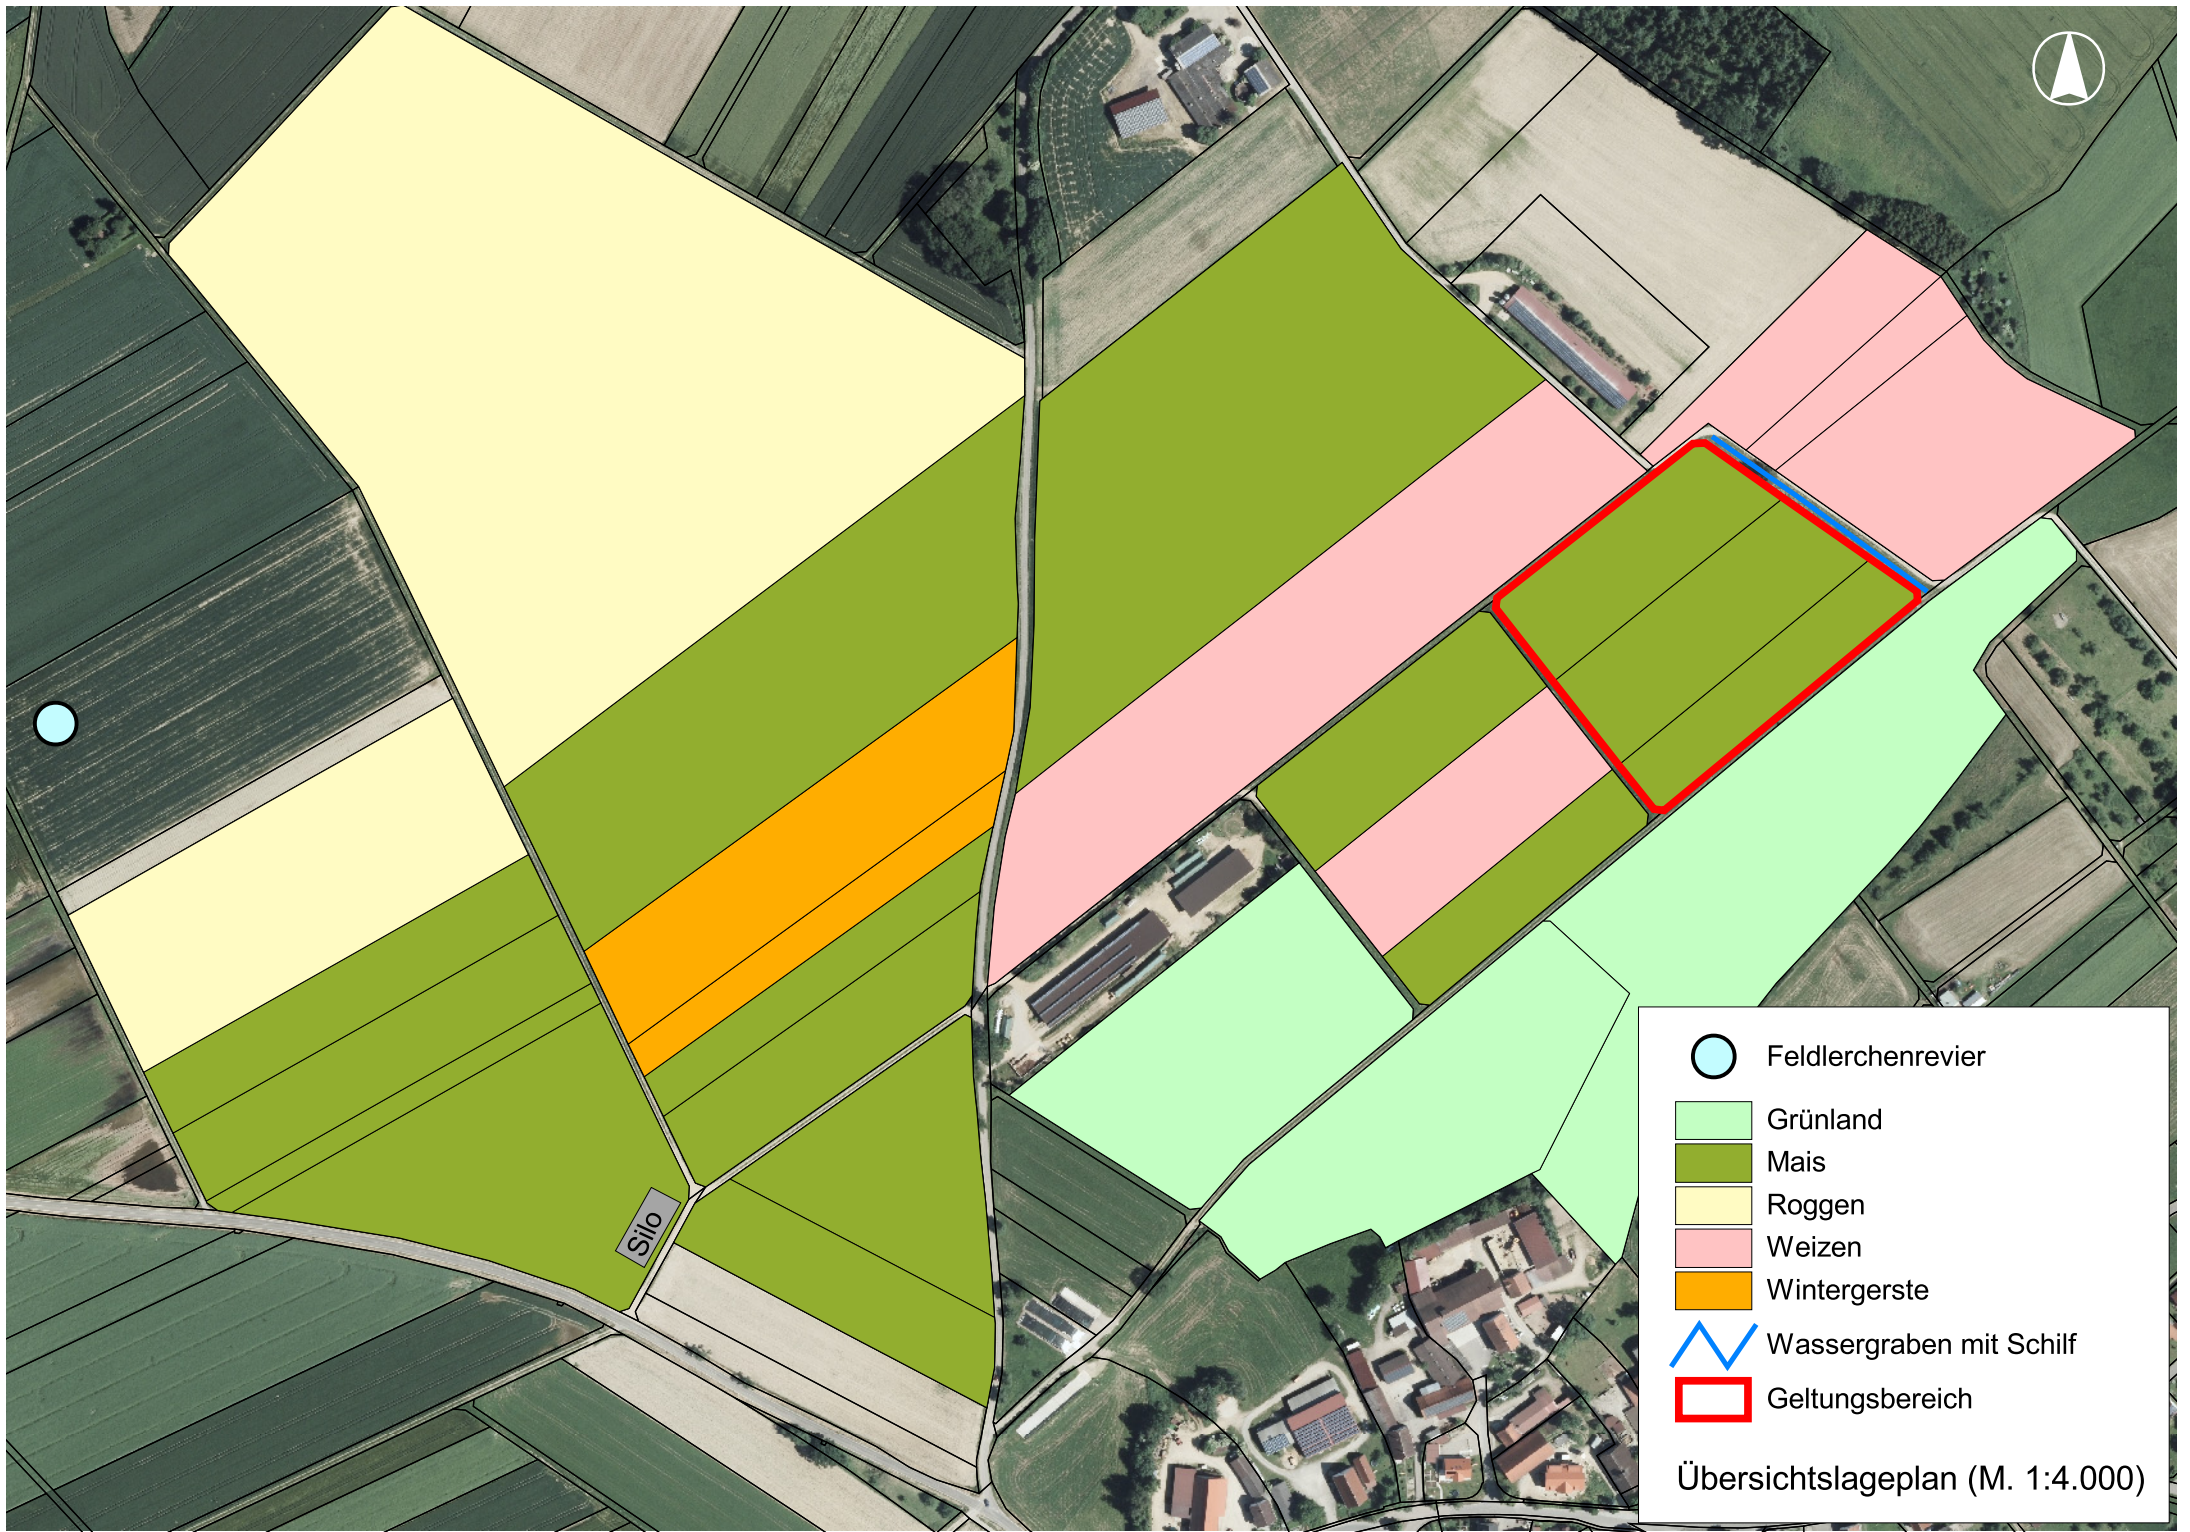 Silo
Feldlerchenrevier
Grünland
Mais
Roggen
Weizen
Wintergerste
Wassergraben mit Schilf
Geltungsbereich
Übersichtslageplan (M. 1:4.000)